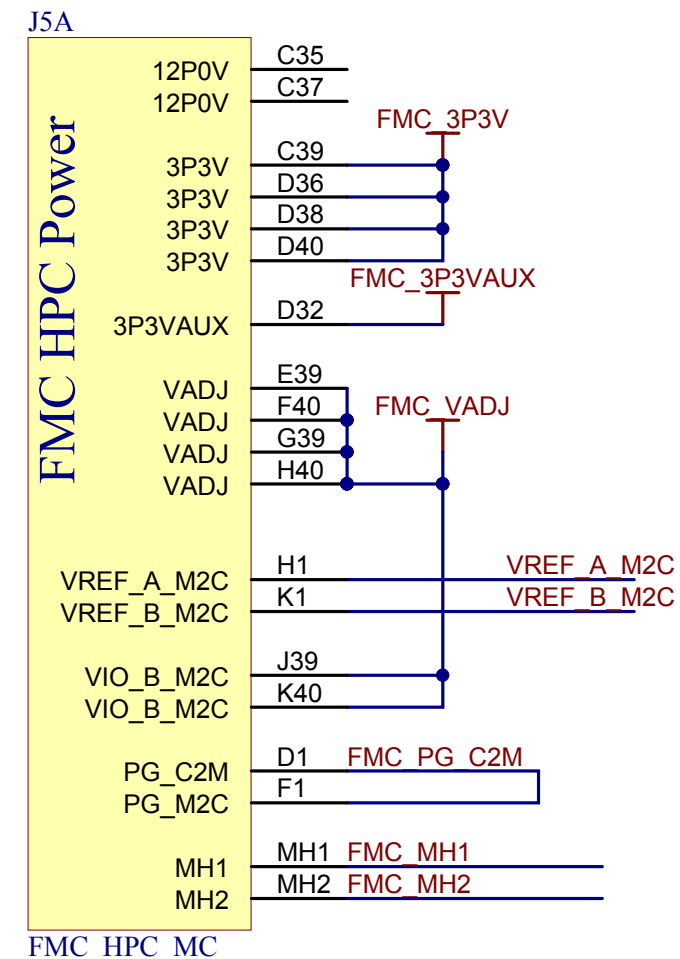 J5A
FMC HPC Power
12P0V C35
12P0V C37
FMC_3P3V
3P3V C39
3P3V D36
3P3V D38
3P3V D40
FMC_3P3VAUX
3P3VAUX D32
VADJ E39
VADJ F40 FMC_VADJ
VADJ G39
VADJ H40
VREF_A_M2C H1 VREF_A_M2C
VREF_B_M2C K1 VREF_B_M2C
VIO_B_M2C J39
VIO_B_M2C K40
PG_C2M D1 FMC_PG_C2M
PG_M2C F1
MH1 MH1 FMC_MH1
MH2 MH2 FMC_MH2
FMC_HPC_MC